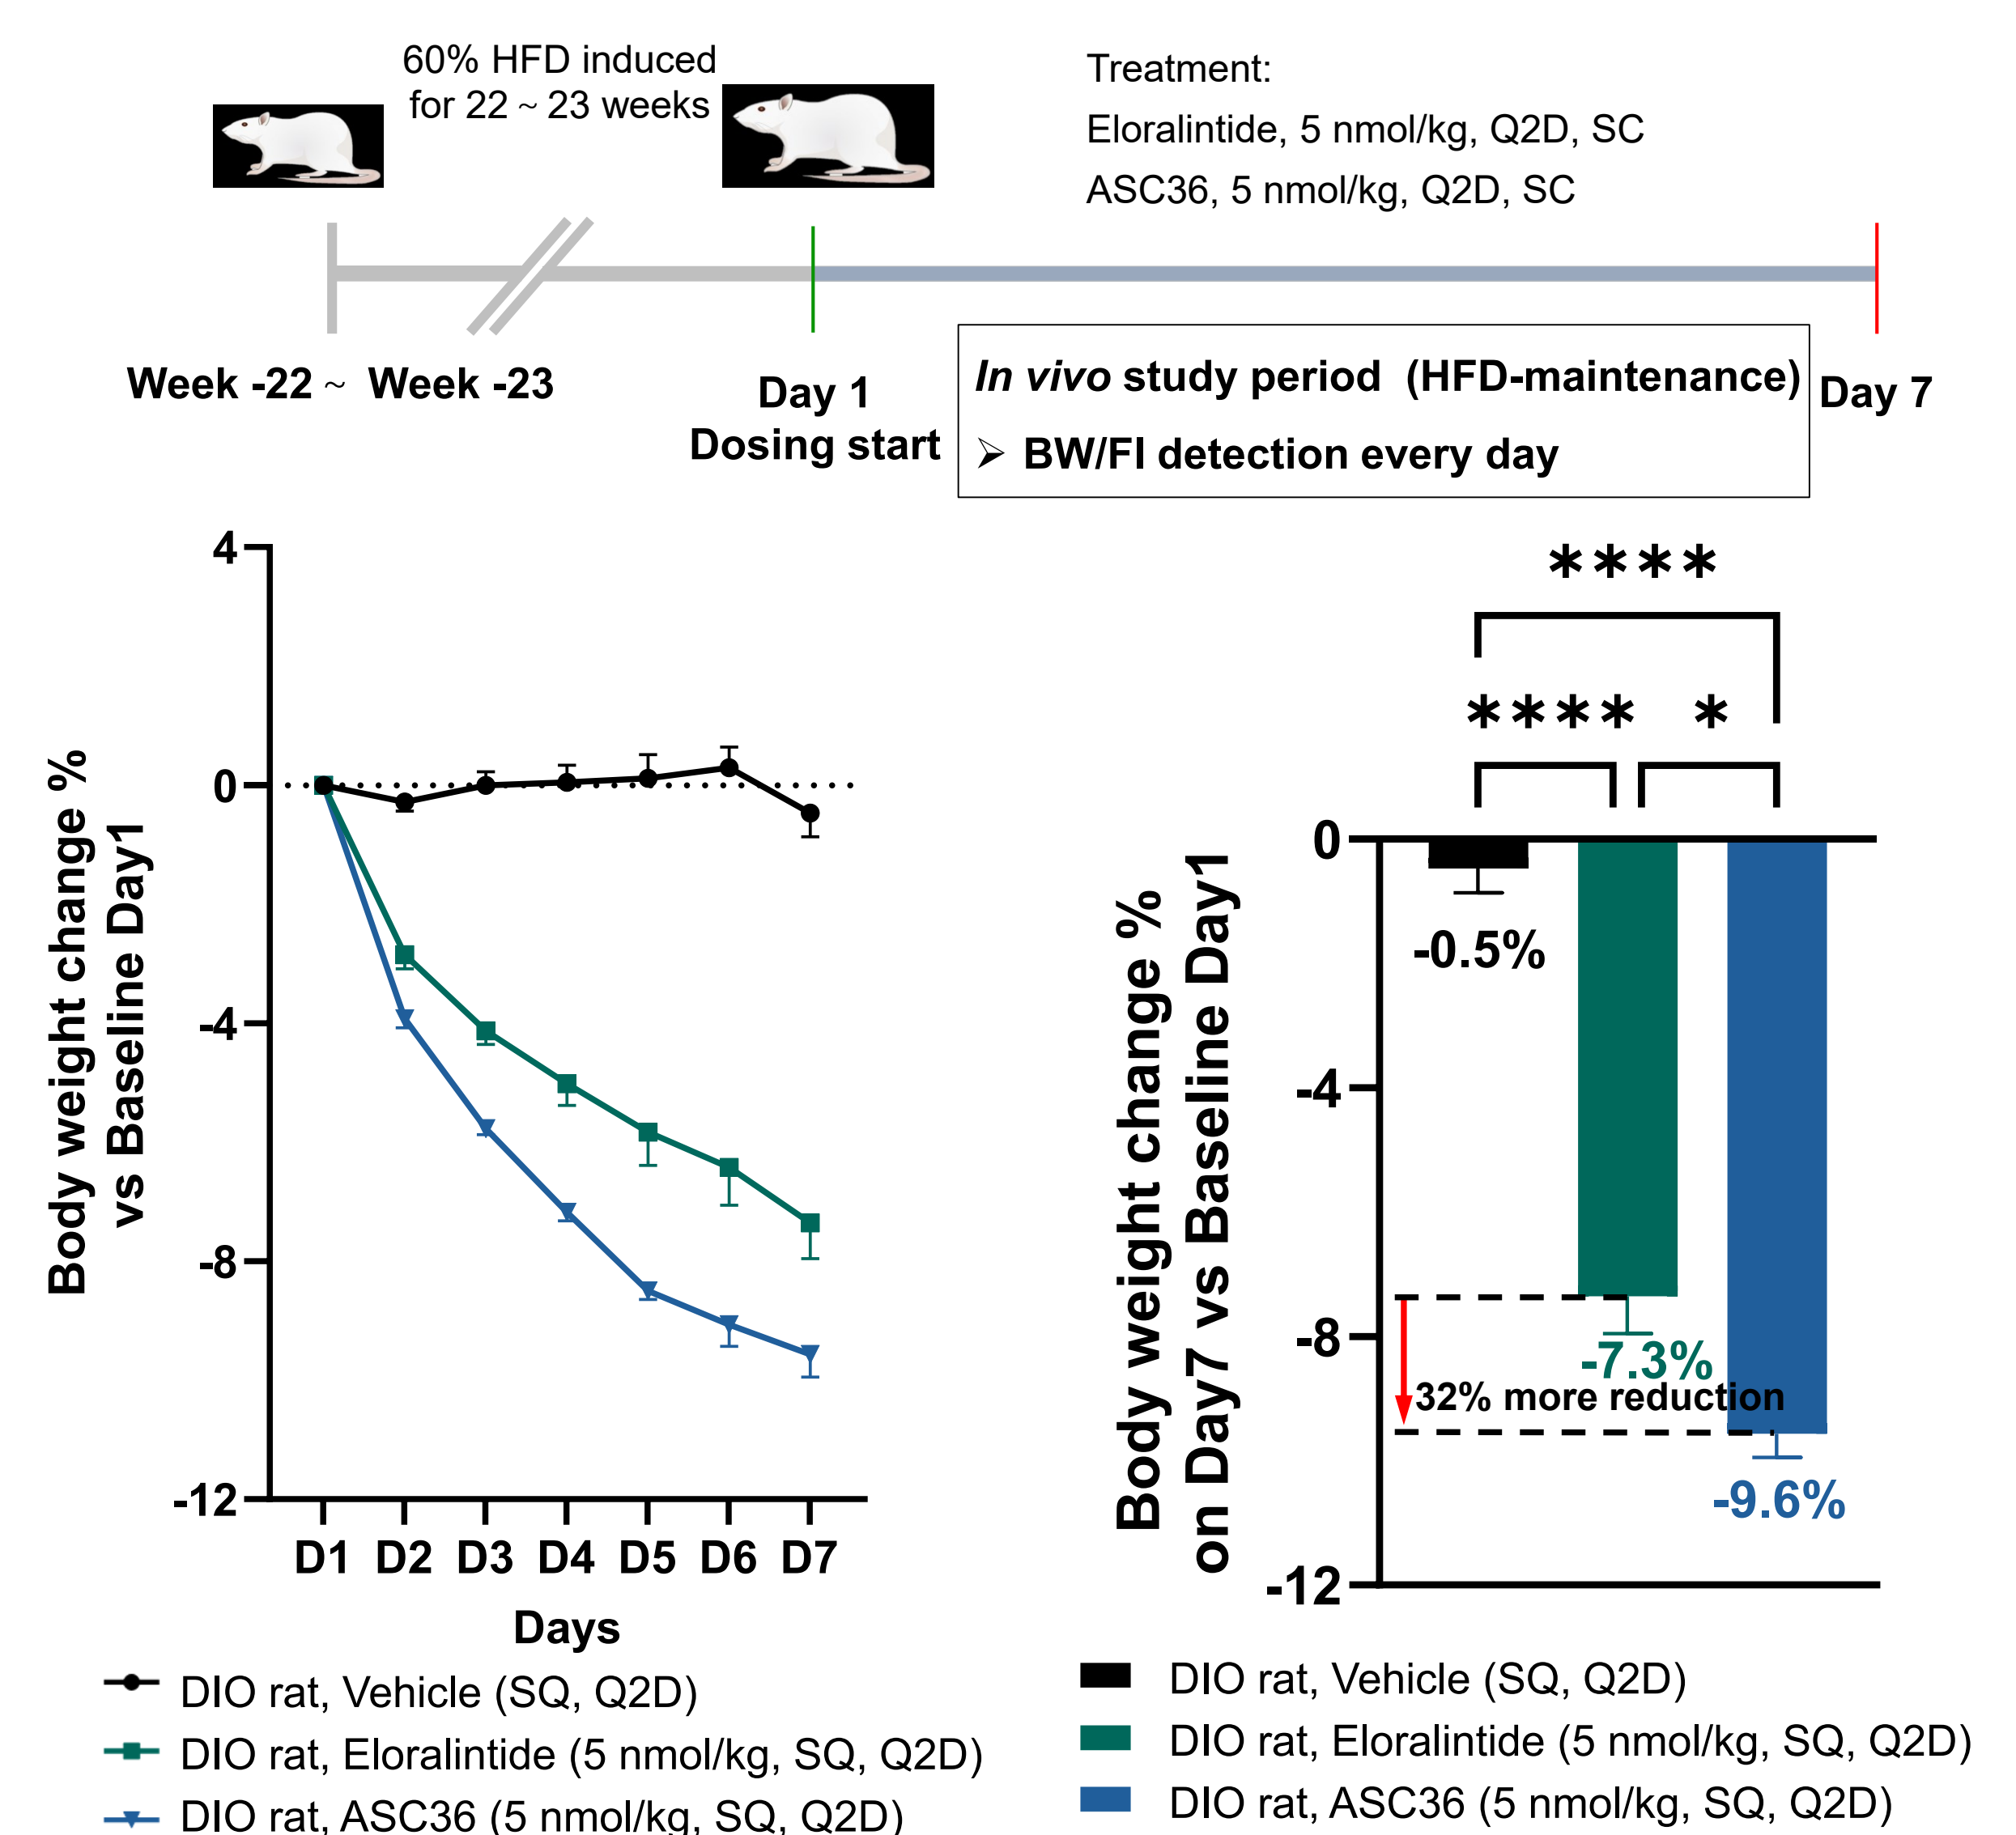 60% HFD induced
for 22 ~ 23 weeks
Treatment:
Eloralintide, 5 nmol/kg, Q2D, SC
ASC36, 5 nmol/kg, Q2D, SC
Week -22 ~ Week -23
Day 1
Dosing start
In vivo study period (HFD-maintenance)
➢ BW/FI detection every day
Day 7
Body weight change %
vs Baseline Day1
4
0
-4
-8
-12
D1 D2 D3 D4 D5 D6 D7
Days
DIO rat, Vehicle (SQ, Q2D)
DIO rat, Eloralintide (5 nmol/kg, SQ, Q2D)
DIO rat, ASC36 (5 nmol/kg, SQ, Q2D)
Body weight change %
on Day7 vs Baseline Day1
****
**** *
0
-4
-8
-12
-0.5%
-7.3%
32% more reduction
-9.6%
DIO rat, Vehicle (SQ, Q2D)
DIO rat, Eloralintide (5 nmol/kg, SQ, Q2D)
DIO rat, ASC36 (5 nmol/kg, SQ, Q2D)